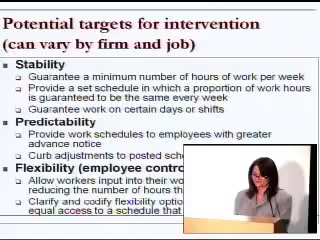 Potential targets for intervention
(can vary by firm and job)
Stability
Guarantee a minimum number of hours of work per week
Provide a set schedule in which a proportion of work hours
is guaranteed to be the same every week
Guarantee work on certain days or shifts
Predictability
Provide work schedules to employees with greater
advance notice
Curb adjustments to posted
Flexibility (employee
Allow workers input into their
reducing the number of hours
Clarify and codify flexibility
equal access to a schedule that